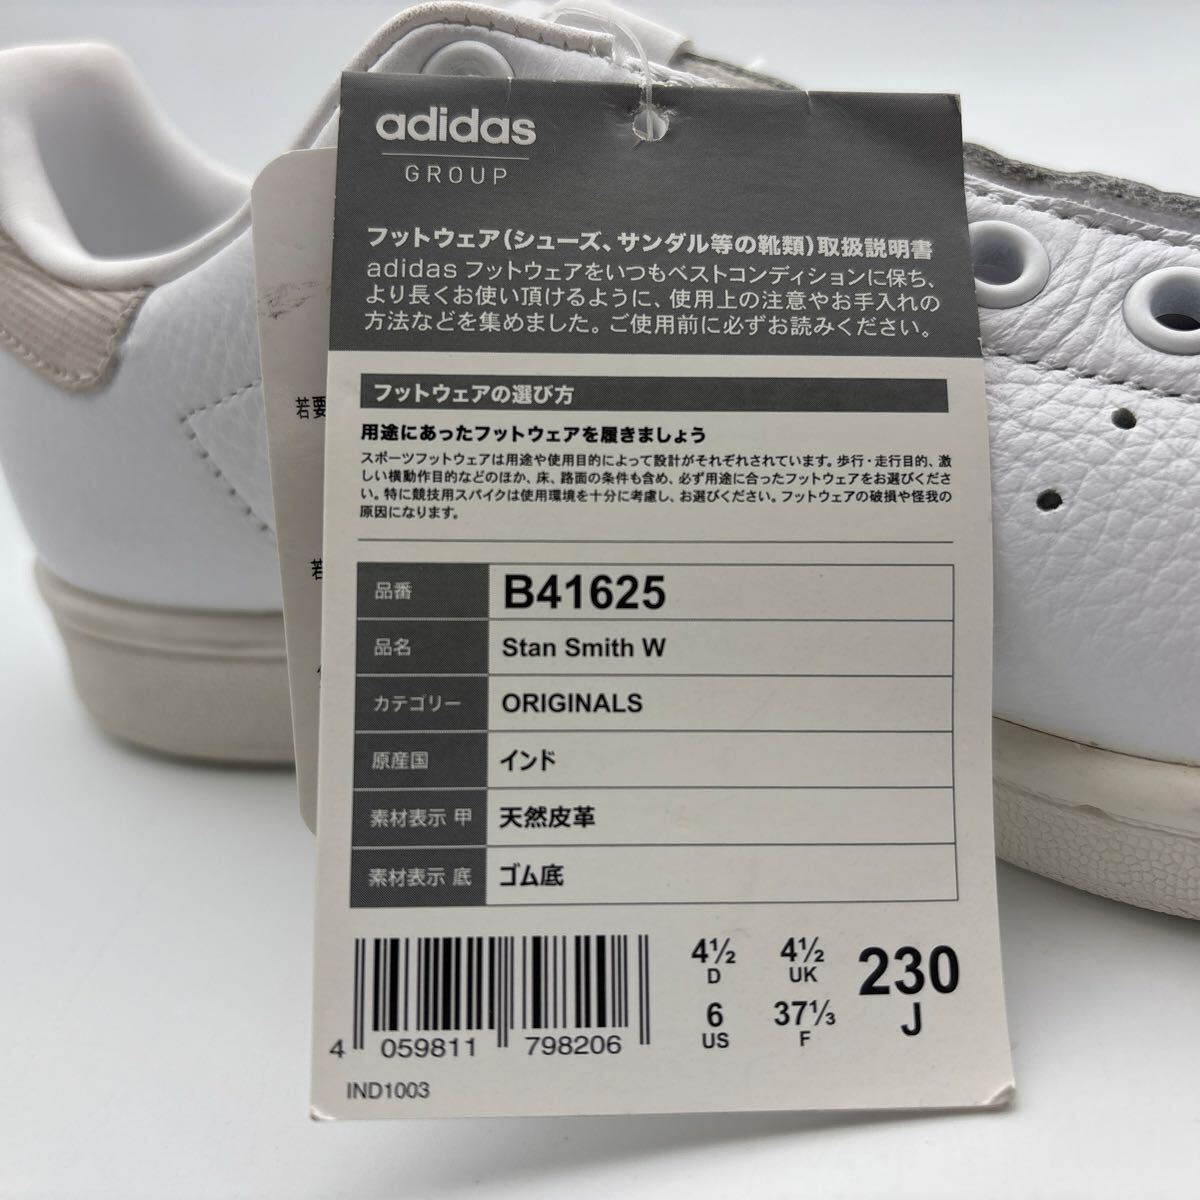 adidas
GROUP
フットウェア(シューズ、サンダル等の靴類)取扱説明書
adidas フットウェアをいつもベストコンディションに保ち、
より長くお使い頂けるように、使用上の注意やお手入れの
方法などを集めました。ご使用前に必ずお読みください。
フットウェアの選び方
用途にあったフットウェアを履きましょう
スポーツフットウェアは用途や使用目的によって設計がそれぞれされています。歩行・走行目的、激
しい横動作目的などのほか、床、路面の条件も含め、必ず用途に合ったフットウェアをお選びくださ
い。特に競技用スパイクは使用環境を十分に考慮し、お選びください。フットウェアの破損や怪我の
原因になります。
品番 B41625
品名 Stan Smith W
カテゴリー ORIGINALS
原産国 インド
素材表示 甲 天然皮革
素材表示 底 ゴム底
4½ D 4½ UK 230 J
6 US 37⅓ F
4 059811 798206
IND1003
若要
若